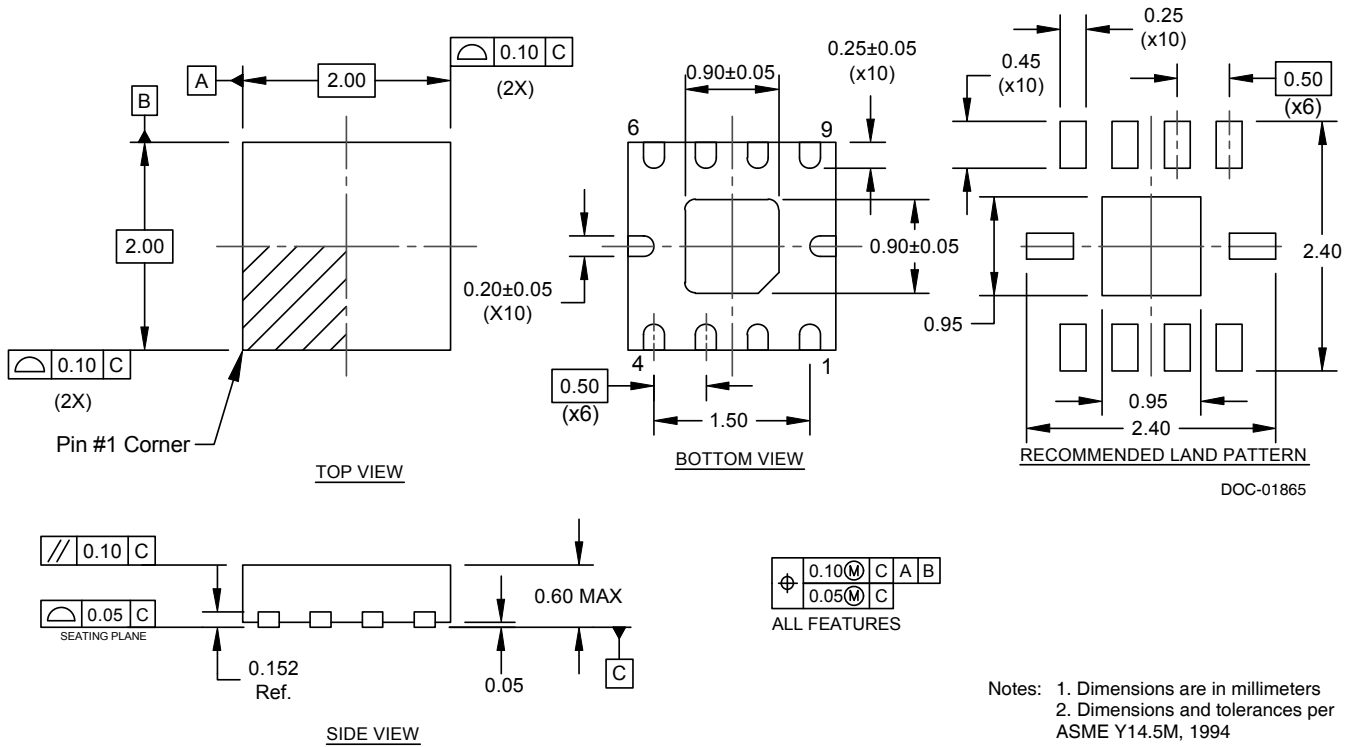 A
2.00
⌓ 0.10 C
(2X)
B
2.00
⌓ 0.10 C
(2X)
Pin #1 Corner
TOP VIEW
0.90±0.05
0.25±0.05
(x10)
6
9
0.90±0.05
0.20±0.05
(X10)
4
1
0.50
(x6)
1.50
BOTTOM VIEW
0.25
(x10)
0.45
(x10)
0.50
(x6)
2.40
0.95
0.95
2.40
RECOMMENDED LAND PATTERN
DOC-01865
// 0.10 C
⌓ 0.05 C
SEATING PLANE
0.152
Ref.
0.60 MAX
0.05
C
SIDE VIEW
⌖ 0.10Ⓜ C A B
0.05Ⓜ C
ALL FEATURES
Notes: 1. Dimensions are in millimeters
2. Dimensions and tolerances per
ASME Y14.5M, 1994